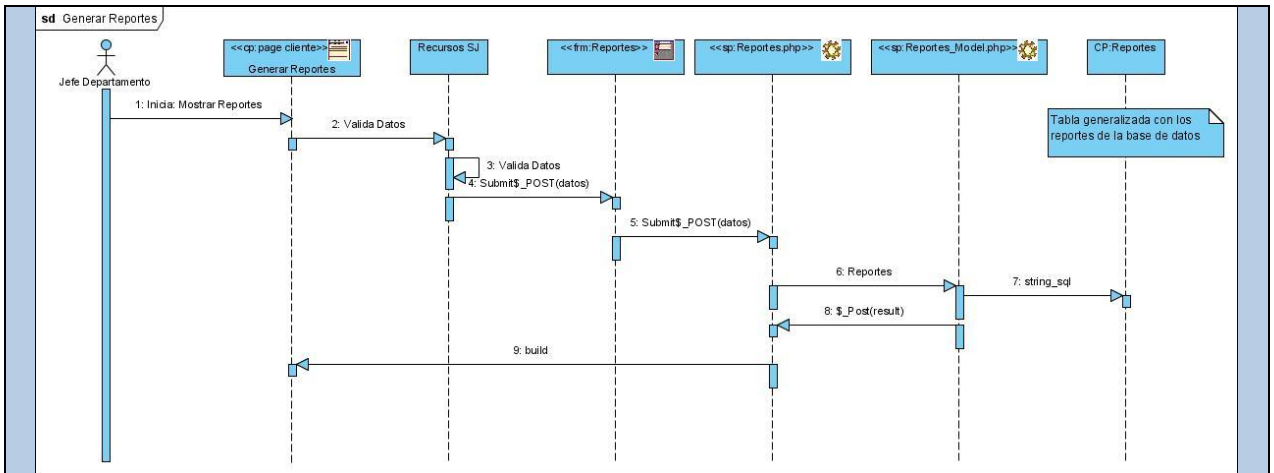 sd Generar Reportes
<<cp:page cliente>>
Generar Reportes
Recursos SJ
<<frm:Reportes>>
<<sp:Reportes.php>>
<<sp:Reportes_Model.php>>
CP:Reportes
Jefe Departamento
1: Inicia: Mostrar Reportes
Tabla generalizada con los
reportes de la base de datos
2: Valida Datos
3: Valida Datos
4: Submit$_POST(datos)
5: Submit$_POST(datos)
6: Reportes
7: string_sql
8: $_Post(result)
9: build